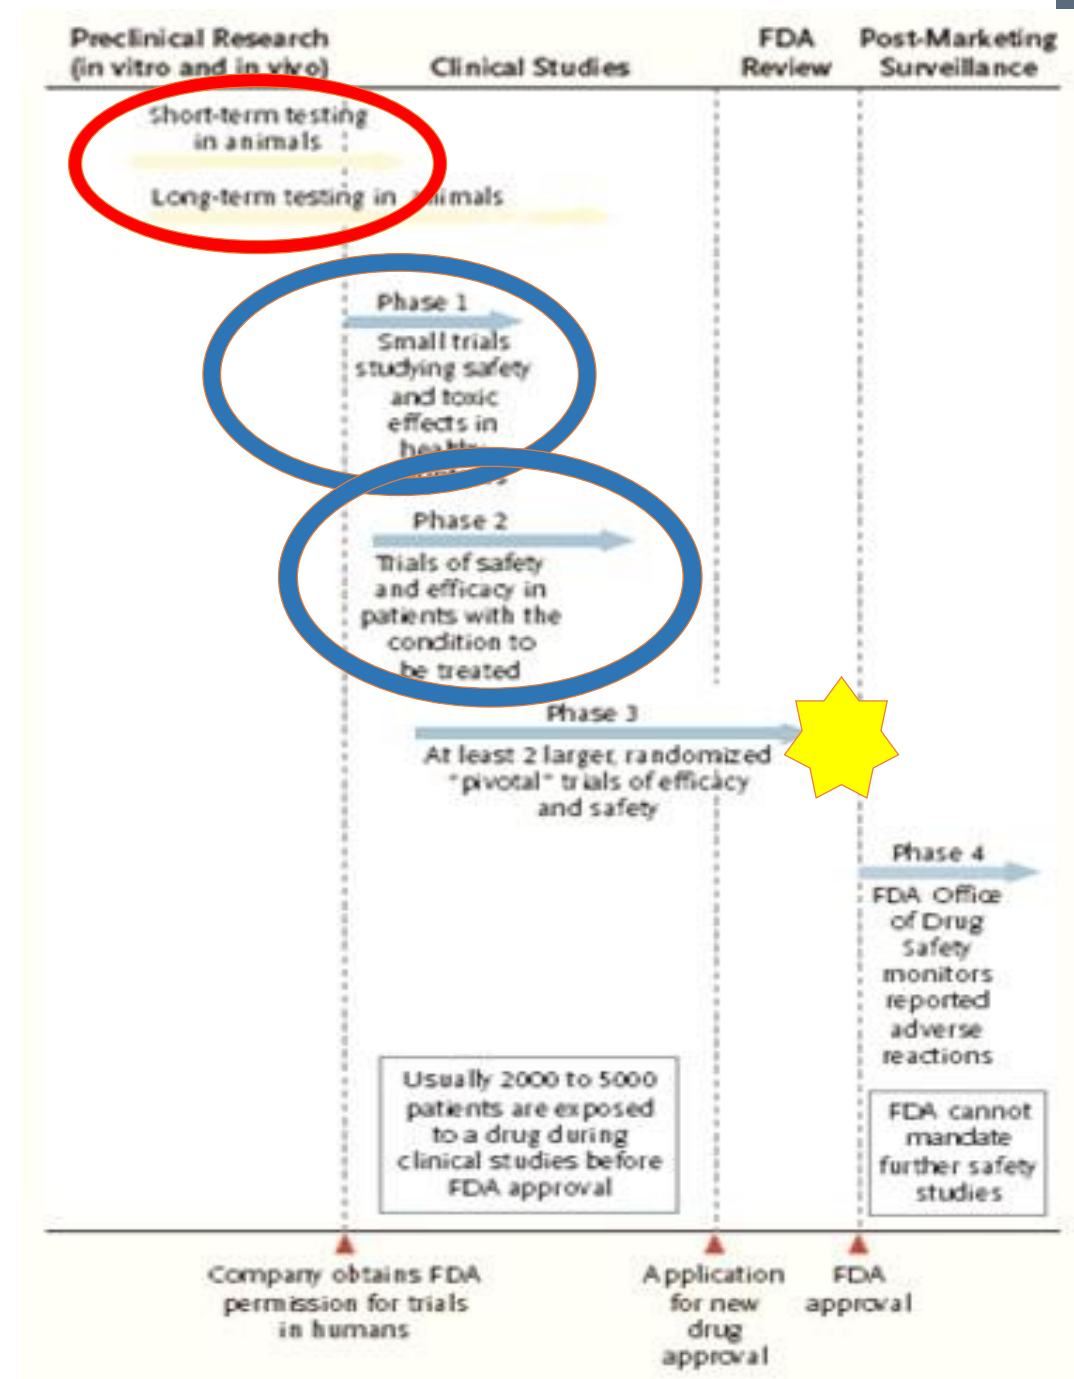 Preclinical Research
(in vitro and in vivo)
Clinical Studies
FDA
Review
Post-Marketing
Surveillance
Short-term testing
in animals
Long-term testing in animals
Phase 1
Small trials
studying safety
and toxic
effects in
healthy
Phase 2
Trials of safety
and efficacy in
patients with the
condition to
be treated
Phase 3
At least 2 larger, randomized
"pivotal" trials of efficacy
and safety
Phase 4
FDA Office
of Drug
Safety
monitors
reported
adverse
reactions
Usually 2000 to 5000
patients are exposed
to a drug during
clinical studies before
FDA approval
FDA cannot
mandate
further safety
studies
Company obtains FDA
permission for trials
in humans
Application
for new
drug
approval
FDA
approval